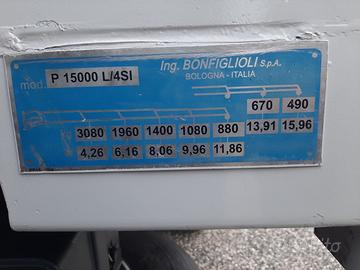 Ing. BONFIGLIOLI S.p.A.
BOLOGNA - ITALIA
mod. P 15000 L/4SI
670 490
3080 1960 1400 1080 880 13,91 15,96
4,26 6,16 8,06 9,96 11,86